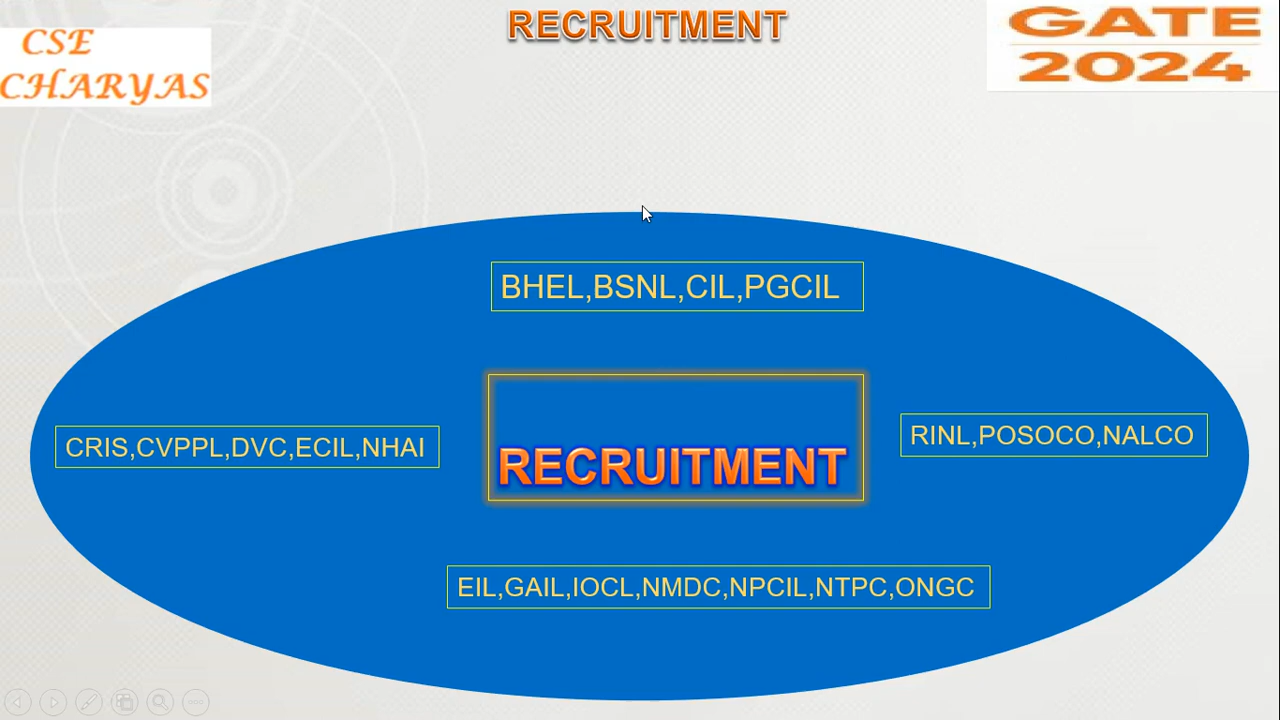 RECRUITMENT
CSE
CHARYAS
GATE
2024
BHEL,BSNL,CIL,PGCIL
CRIS,CVPPL,DVC,ECIL,NHAI
RECRUITMENT
RINL,POSOCO,NALCO
EIL,GAIL,IOCL,NMDC,NPCIL,NTPC,ONGC